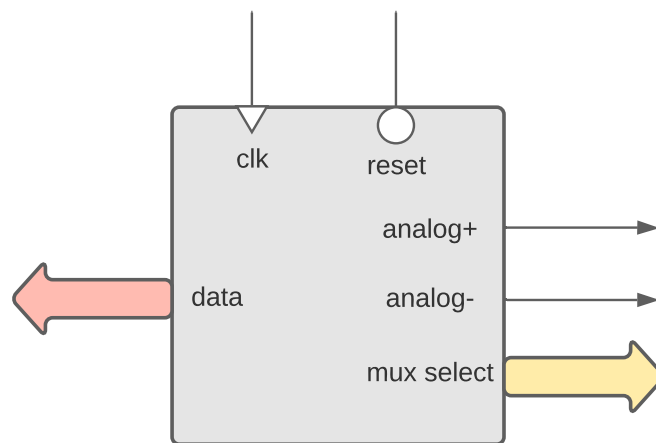 clk
reset
analog+
data
analog-
mux select